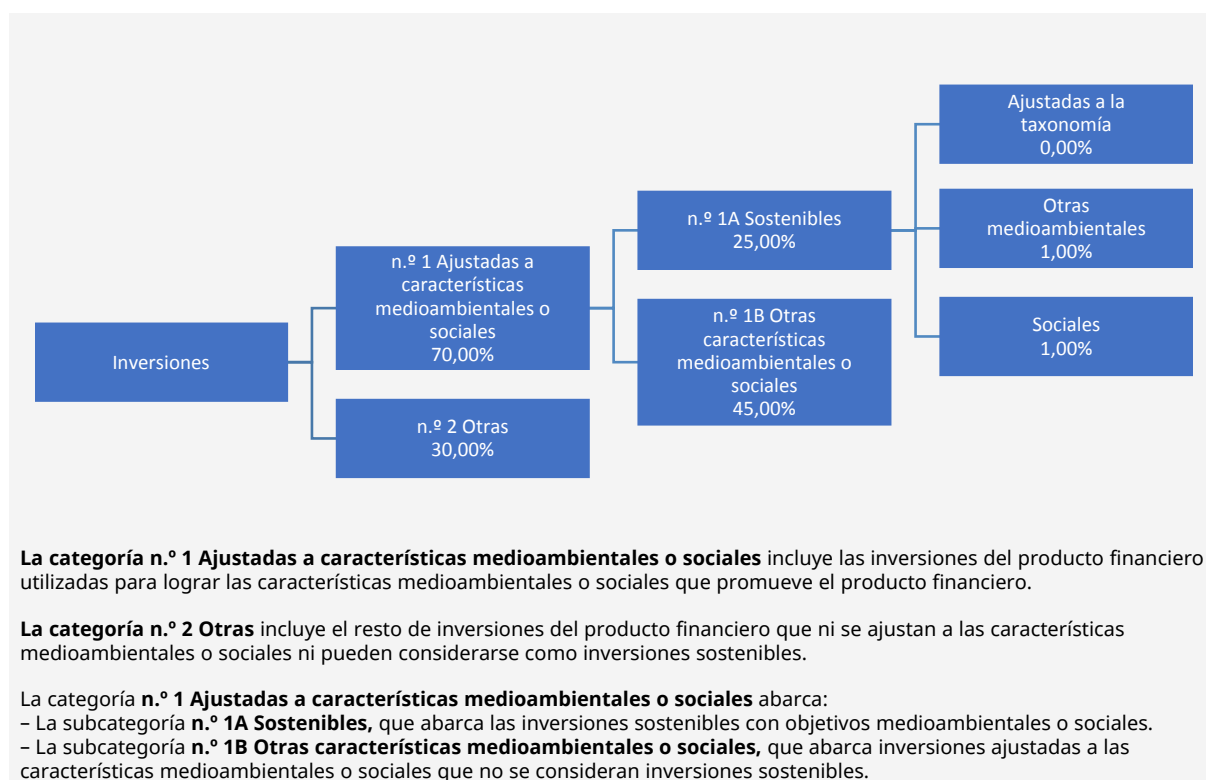 Inversiones
n.º 1 Ajustadas a
características
medioambientales o
sociales
70,00%
n.º 2 Otras
30,00%
n.º 1A Sostenibles
25,00%
n.º 1B Otras
características
medioambientales o
sociales
45,00%
Ajustadas a la
taxonomía
0,00%
Otras
medioambientales
1,00%
Sociales
1,00%
La categoría n.º 1 Ajustadas a características medioambientales o sociales incluye las inversiones del producto financiero
utilizadas para lograr las características medioambientales o sociales que promueve el producto financiero.
La categoría n.º 2 Otras incluye el resto de inversiones del producto financiero que ni se ajustan a las características
medioambientales o sociales ni pueden considerarse como inversiones sostenibles.
La categoría n.º 1 Ajustadas a características medioambientales o sociales abarca:
– La subcategoría n.º 1A Sostenibles, que abarca las inversiones sostenibles con objetivos medioambientales o sociales.
– La subcategoría n.º 1B Otras características medioambientales o sociales, que abarca inversiones ajustadas a las
características medioambientales o sociales que no se consideran inversiones sostenibles.